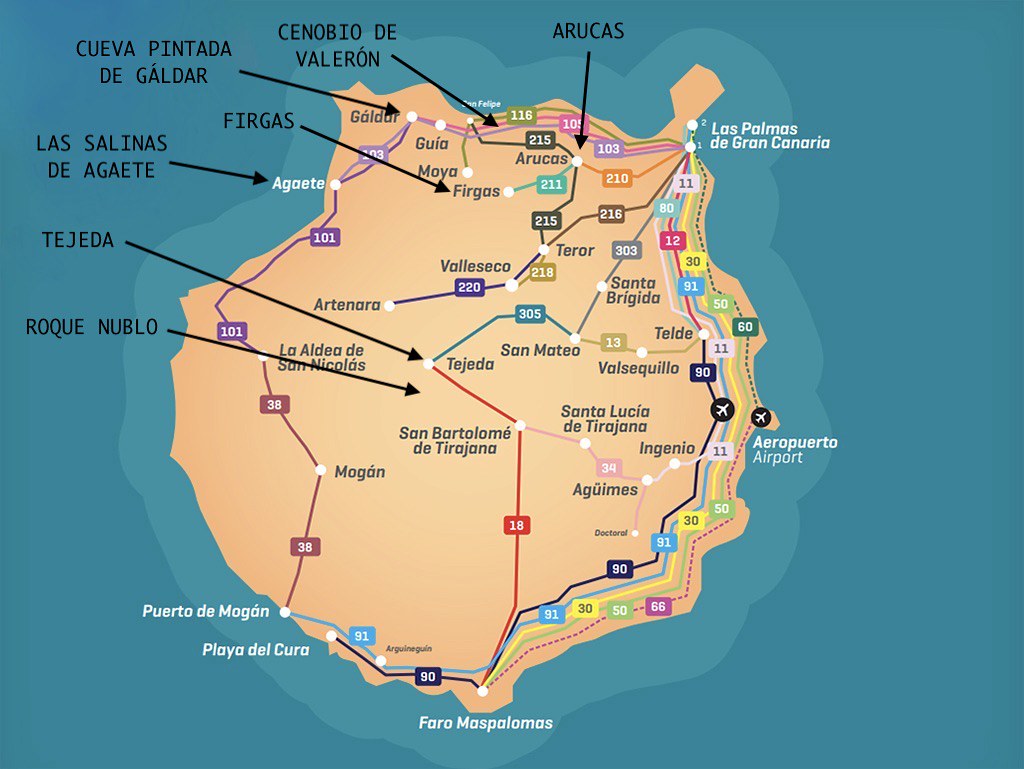 CENOBIO DE
VALERÓN
ARUCAS
CUEVA PINTADA
DE GÁLDAR
FIRGAS
LAS SALINAS
DE AGAETE
TEJEDA
ROQUE NUBLO
San Felipe
Gáldar
116
105
2
Las Palmas
de Gran Canaria
1
Guía
215
103
103
Arucas
Moya
210
11
Agaete
Firgas
211
80
215
216
101
12
Teror
303
30
Valleseco
218
220
Santa
Brígida
91
Artenara
50
305
60
101
Telde
13
San Mateo
11
La Aldea de
San Nicolás
Tejeda
Valsequillo
90
38
Santa Lucía
de Tirajana
San Bartolomé
de Tirajana
Aeropuerto
Airport
Ingenio
11
Mogán
34
Agüimes
50
30
18
Doctoral
91
38
90
Puerto de Mogán
91
30
50
66
91
Playa del Cura
Arguineguín
90
Faro Maspalomas